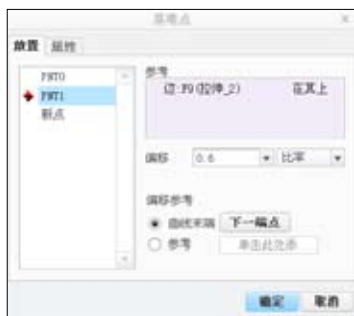 基准点
放置 属性
PNT0
PNT1
新点
参考
边:F9(拉伸_2) 在其上
偏移 0.6 比率
偏移参考
曲线末端 下一端点
参考 单击此处添
确定 取消